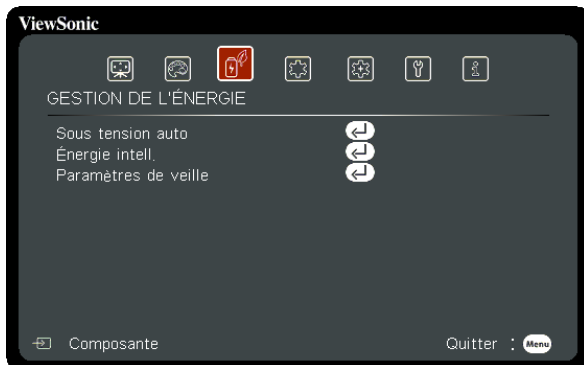 ViewSonic
GESTION DE L'ÉNERGIE
Sous tension auto
Énergie intell.
Paramètres de veille
Composante Quitter : Menu